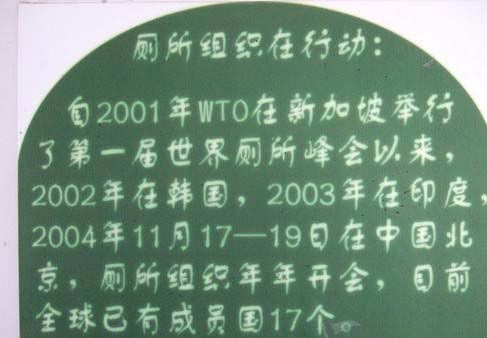 厕所组织在行动：
自2001年WTO在新加坡举行
了第一届世界厕所峰会以来，
2002年在韩国，2003年在印度，
2004年11月17—19日在中国北
京，厕所组织年年开会，目前
全球已有成员国17个